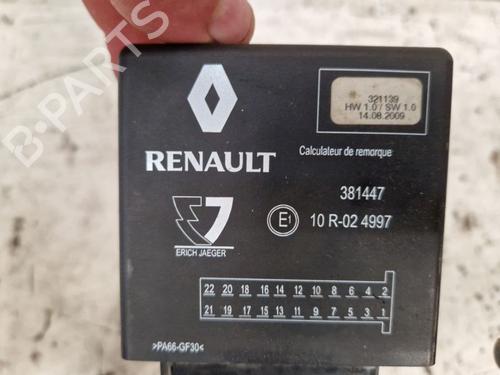 B-PARTS
321139
HW 1.0 / SW 1.0
14.08.2009
RENAULT
Calculateur de remorque
381447
E1 10 R-02 4997
ERICH JAEGER
22 20 18 16 14 12 10 8 6 4 2
21 19 17 15 13 11 9 7 5 3 1
>PA66-GF30<